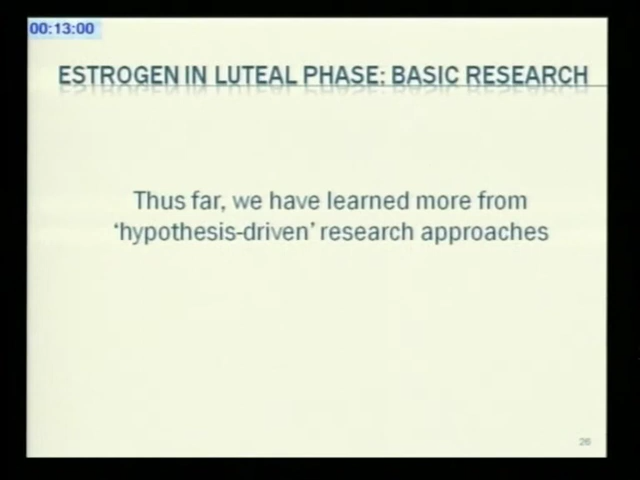 00:13:00
ESTROGEN IN LUTEAL PHASE: BASIC RESEARCH
Thus far, we have learned more from
‘hypothesis-driven’ research approaches
26